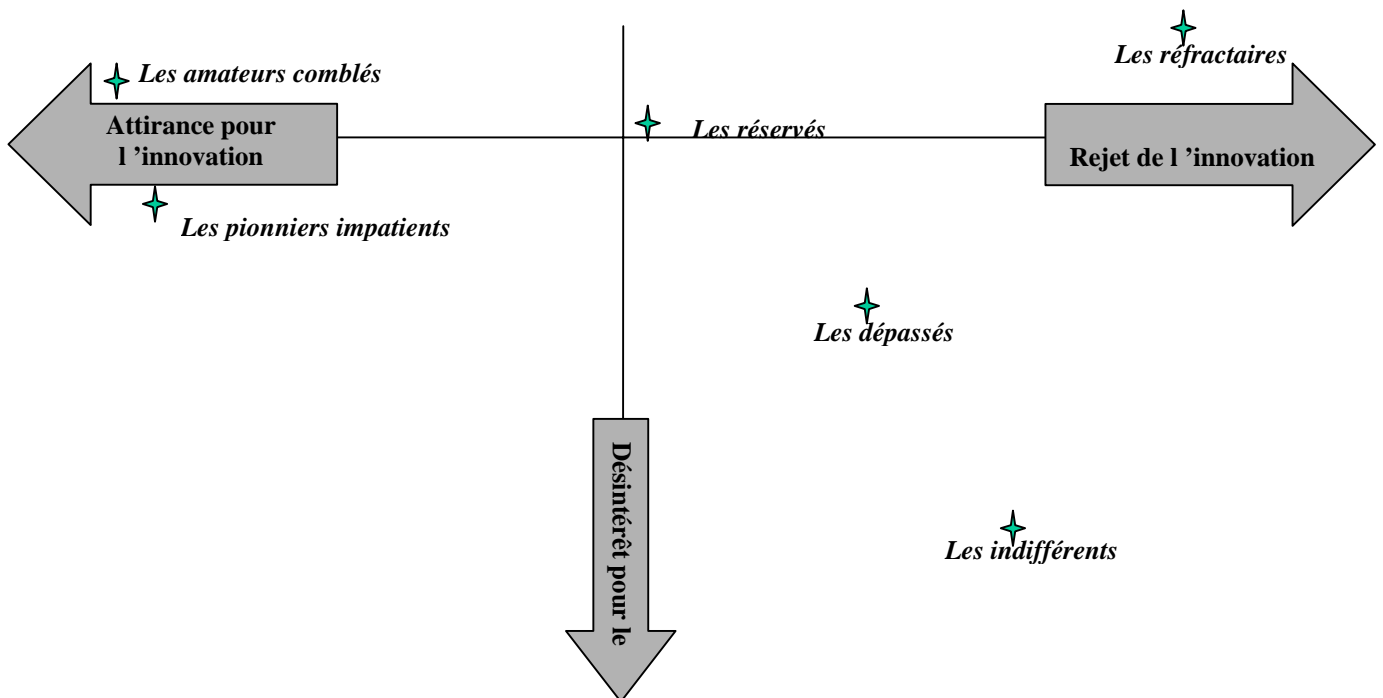 Les réfractaires
Les amateurs comblés
Attirance pour
l ’innovation
Les réservés
Rejet de l ’innovation
Les pionniers impatients
Les dépassés
Désintérêt pour le
Les indifférents